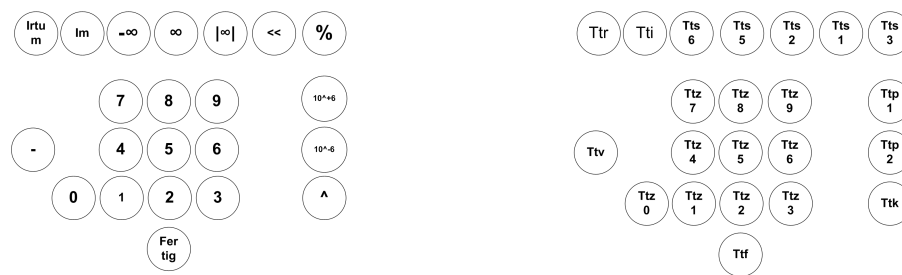 Irtu
m
Im
-∞
∞
|∞|
<<
%
Ttr
Tti
Tts
6
Tts
5
Tts
2
Tts
1
Tts
3
7
8
9
10^+6
Ttz
7
Ttz
8
Ttz
9
Ttp
1
-
4
5
6
10^-6
Ttv
Ttz
4
Ttz
5
Ttz
6
Ttp
2
0
1
2
3
^
Ttz
0
Ttz
1
Ttz
2
Ttz
3
Ttk
Fer
tig
Ttf